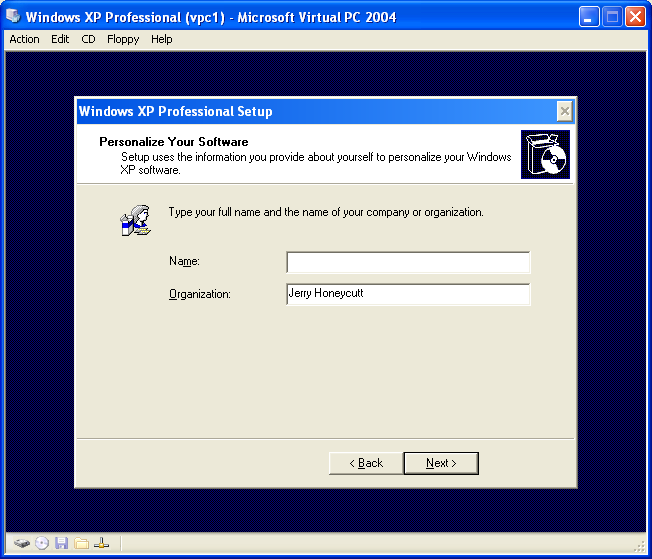 Windows XP Professional (vpc1) - Microsoft Virtual PC 2004
Action Edit CD Floppy Help
Windows XP Professional Setup
Personalize Your Software
Setup uses the information you provide about yourself to personalize your Windows
XP software.
Type your full name and the name of your company or organization.
Name:
Organization: Jerry Honeycutt
< Back Next >